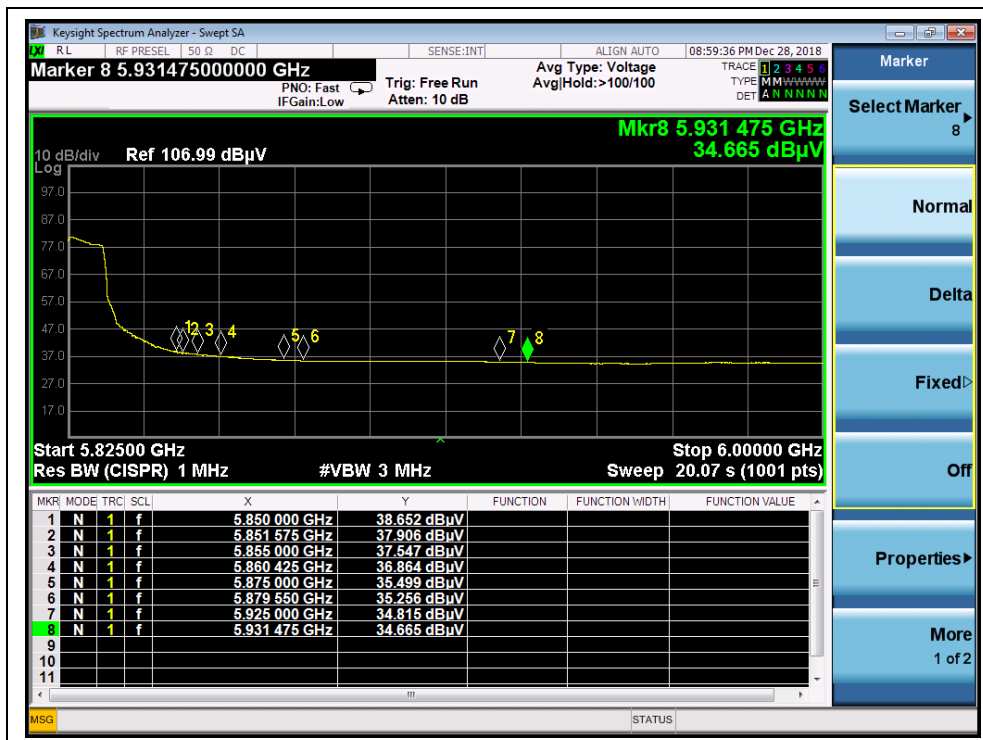 Keysight Spectrum Analyzer - Swept SA
LXI RL RF PRESEL 50 Ω DC SENSE:INT ALIGN AUTO 08:59:36 PM Dec 28, 2018
Marker 8 5.931475000000 GHz
PNO: Fast
IFGain:Low
Trig: Free Run
Atten: 10 dB
Avg Type: Voltage
Avg|Hold:>100/100
TRACE 1 2 3 4 5 6
TYPE MMWWWW
DET A N N N N N
Mkr8 5.931 475 GHz
34.665 dBµV
10 dB/div Ref 106.99 dBµV
Log
97.0
87.0
77.0
67.0
57.0
47.0
37.0
27.0
17.0
1 2 3 4 5 6 7 8
Start 5.82500 GHz Stop 6.00000 GHz
Res BW (CISPR) 1 MHz #VBW 3 MHz Sweep 20.07 s (1001 pts)
MKR MODE TRC SCL X Y FUNCTION FUNCTION WIDTH FUNCTION VALUE
1 N 1 f 5.850 000 GHz 38.652 dBµV
2 N 1 f 5.851 575 GHz 37.906 dBµV
3 N 1 f 5.855 000 GHz 37.547 dBµV
4 N 1 f 5.860 425 GHz 36.864 dBµV
5 N 1 f 5.875 000 GHz 35.499 dBµV
6 N 1 f 5.879 550 GHz 35.256 dBµV
7 N 1 f 5.925 000 GHz 34.815 dBµV
8 N 1 f 5.931 475 GHz 34.665 dBµV
9
10
11
MSG STATUS
Marker
Select Marker
8
Normal
Delta
Fixed
Off
Properties
More
1 of 2